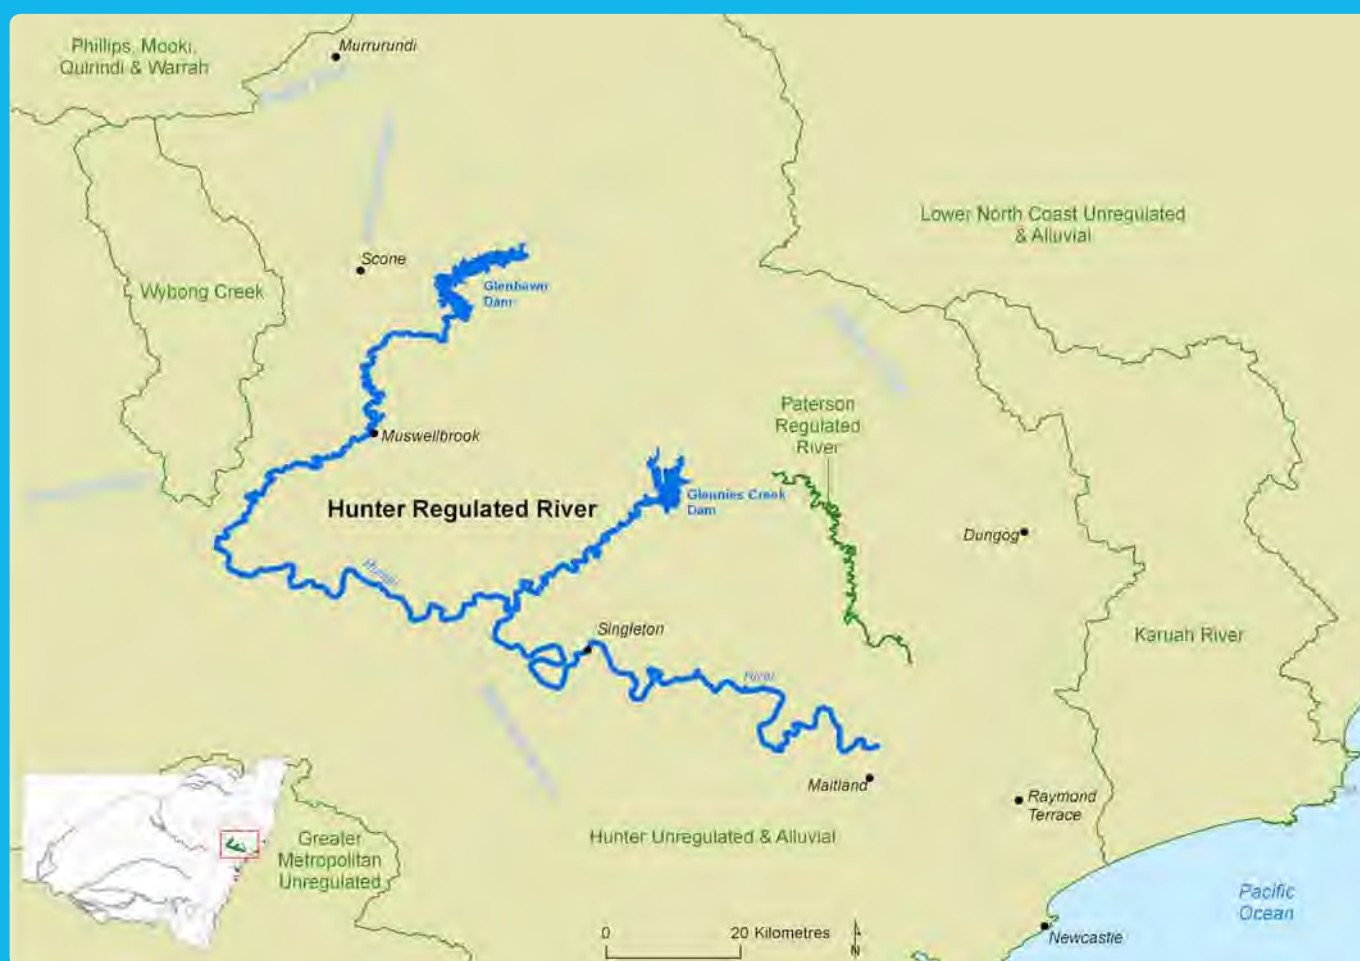 Phillips, Mooki,
Quirindi & Warrah
Murrurundi
Lower North Coast Unregulated
& Alluvial
Scone
Wybong Creek
Glenbawn
Dam
Paterson
Regulated
River
Muswellbrook
Hunter Regulated River
Glennies Creek
Dam
Dungog
Hunter
Singleton
Karuah River
River
Maitland
Raymond
Terrace
Hunter Unregulated & Alluvial
Greater
Metropolitan
Unregulated
Pacific
Ocean
0 20 Kilometres
N
Newcastle